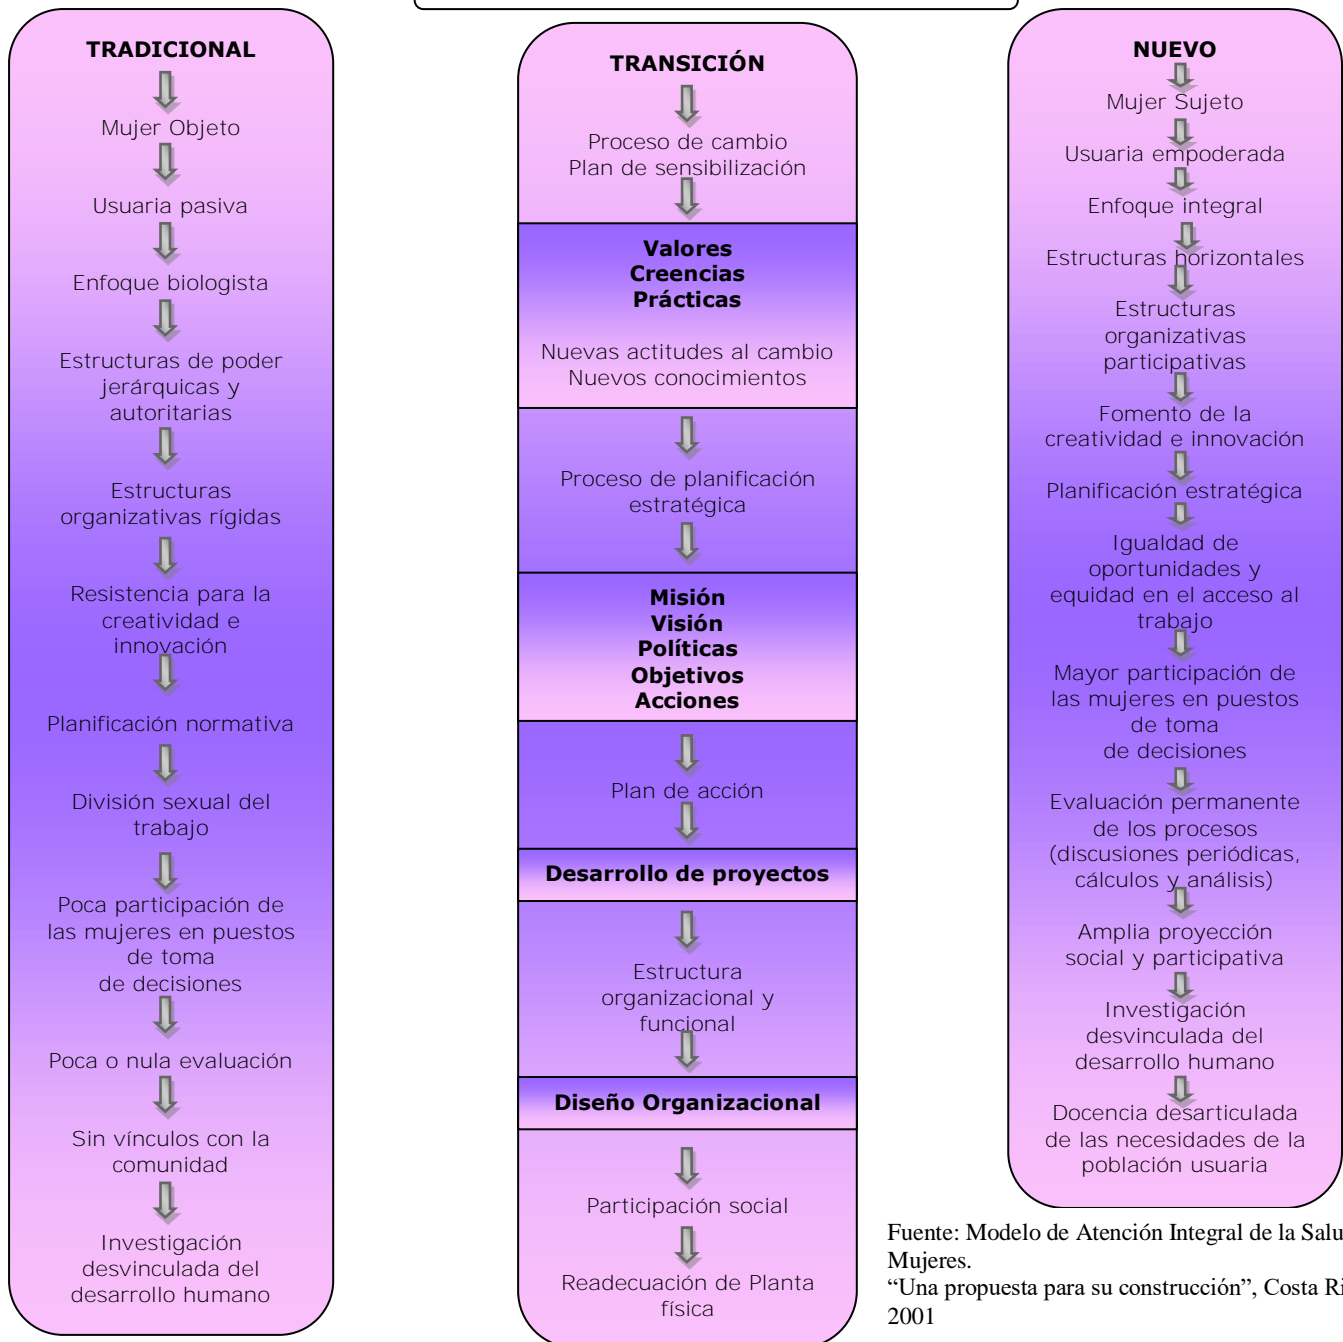 TRADICIONAL
Mujer Objeto
Usuaria pasiva
Enfoque biologista
Estructuras de poder
jerárquicas y
autoritarias
Estructuras
organizativas rígidas
Resistencia para la
creatividad e
innovación
Planificación normativa
División sexual del
trabajo
Poca participación de
las mujeres en puestos
de toma
de decisiones
Poca o nula evaluación
Sin vínculos con la
comunidad
Investigación
desvinculada del
desarrollo humano
TRANSICIÓN
Proceso de cambio
Plan de sensibilización
Valores
Creencias
Prácticas
Nuevas actitudes al cambio
Nuevos conocimientos
Proceso de planificación
estratégica
Misión
Visión
Políticas
Objetivos
Acciones
Plan de acción
Desarrollo de proyectos
Estructura
organizacional y
funcional
Diseño Organizacional
Participación social
Readecuación de Planta
física
NUEVO
Mujer Sujeto
Usuaria empoderada
Enfoque integral
Estructuras horizontales
Estructuras
organizativas
participativas
Fomento de la
creatividad e innovación
Planificación estratégica
Igualdad de
oportunidades y
equidad en el acceso al
trabajo
Mayor participación de
las mujeres en puestos
de toma
de decisiones
Evaluación permanente
de los procesos
(discusiones periódicas,
cálculos y análisis)
Amplia proyección
social y participativa
Investigación
desvinculada del
desarrollo humano
Docencia desarticulada
de las necesidades de la
población usuaria
Fuente: Modelo de Atención Integral de la Salu
Mujeres.
“Una propuesta para su construcción”, Costa Ri
2001